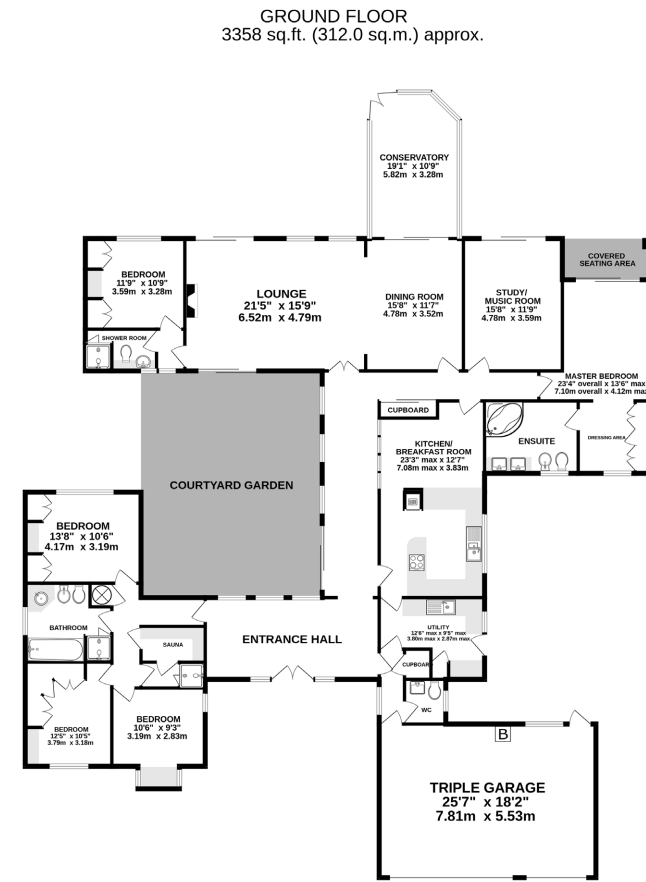 GROUND FLOOR
3358 sq.ft. (312.0 sq.m.) approx.
CONSERVATORY
19'1" x 10'9"
5.82m x 3.28m
COVERED
SEATING AREA
BEDROOM
11'9" x 10'9"
3.59m x 3.28m
LOUNGE
21'5" x 15'9"
6.52m x 4.79m
DINING ROOM
15'8" x 11'7"
4.78m x 3.52m
STUDY/
MUSIC ROOM
15'8" x 11'9"
4.78m x 3.59m
SHOWER ROOM
MASTER BEDROOM
23'4" overall x 13'6" max
7.10m overall x 4.12m max
CUPBOARD
KITCHEN/
BREAKFAST ROOM
23'3" max x 12'7"
7.08m max x 3.83m
ENSUITE
DRESSING AREA
COURTYARD GARDEN
BEDROOM
13'8" x 10'6"
4.17m x 3.19m
BATHROOM
SAUNA
ENTRANCE HALL
UTILITY
12'6" max x 9'5" max
3.80m max x 2.87m max
CUPBOARD
WC
BEDROOM
12'5" x 10'5"
3.79m x 3.18m
BEDROOM
10'6" x 9'3"
3.19m x 2.83m
B
TRIPLE GARAGE
25'7" x 18'2"
7.81m x 5.53m